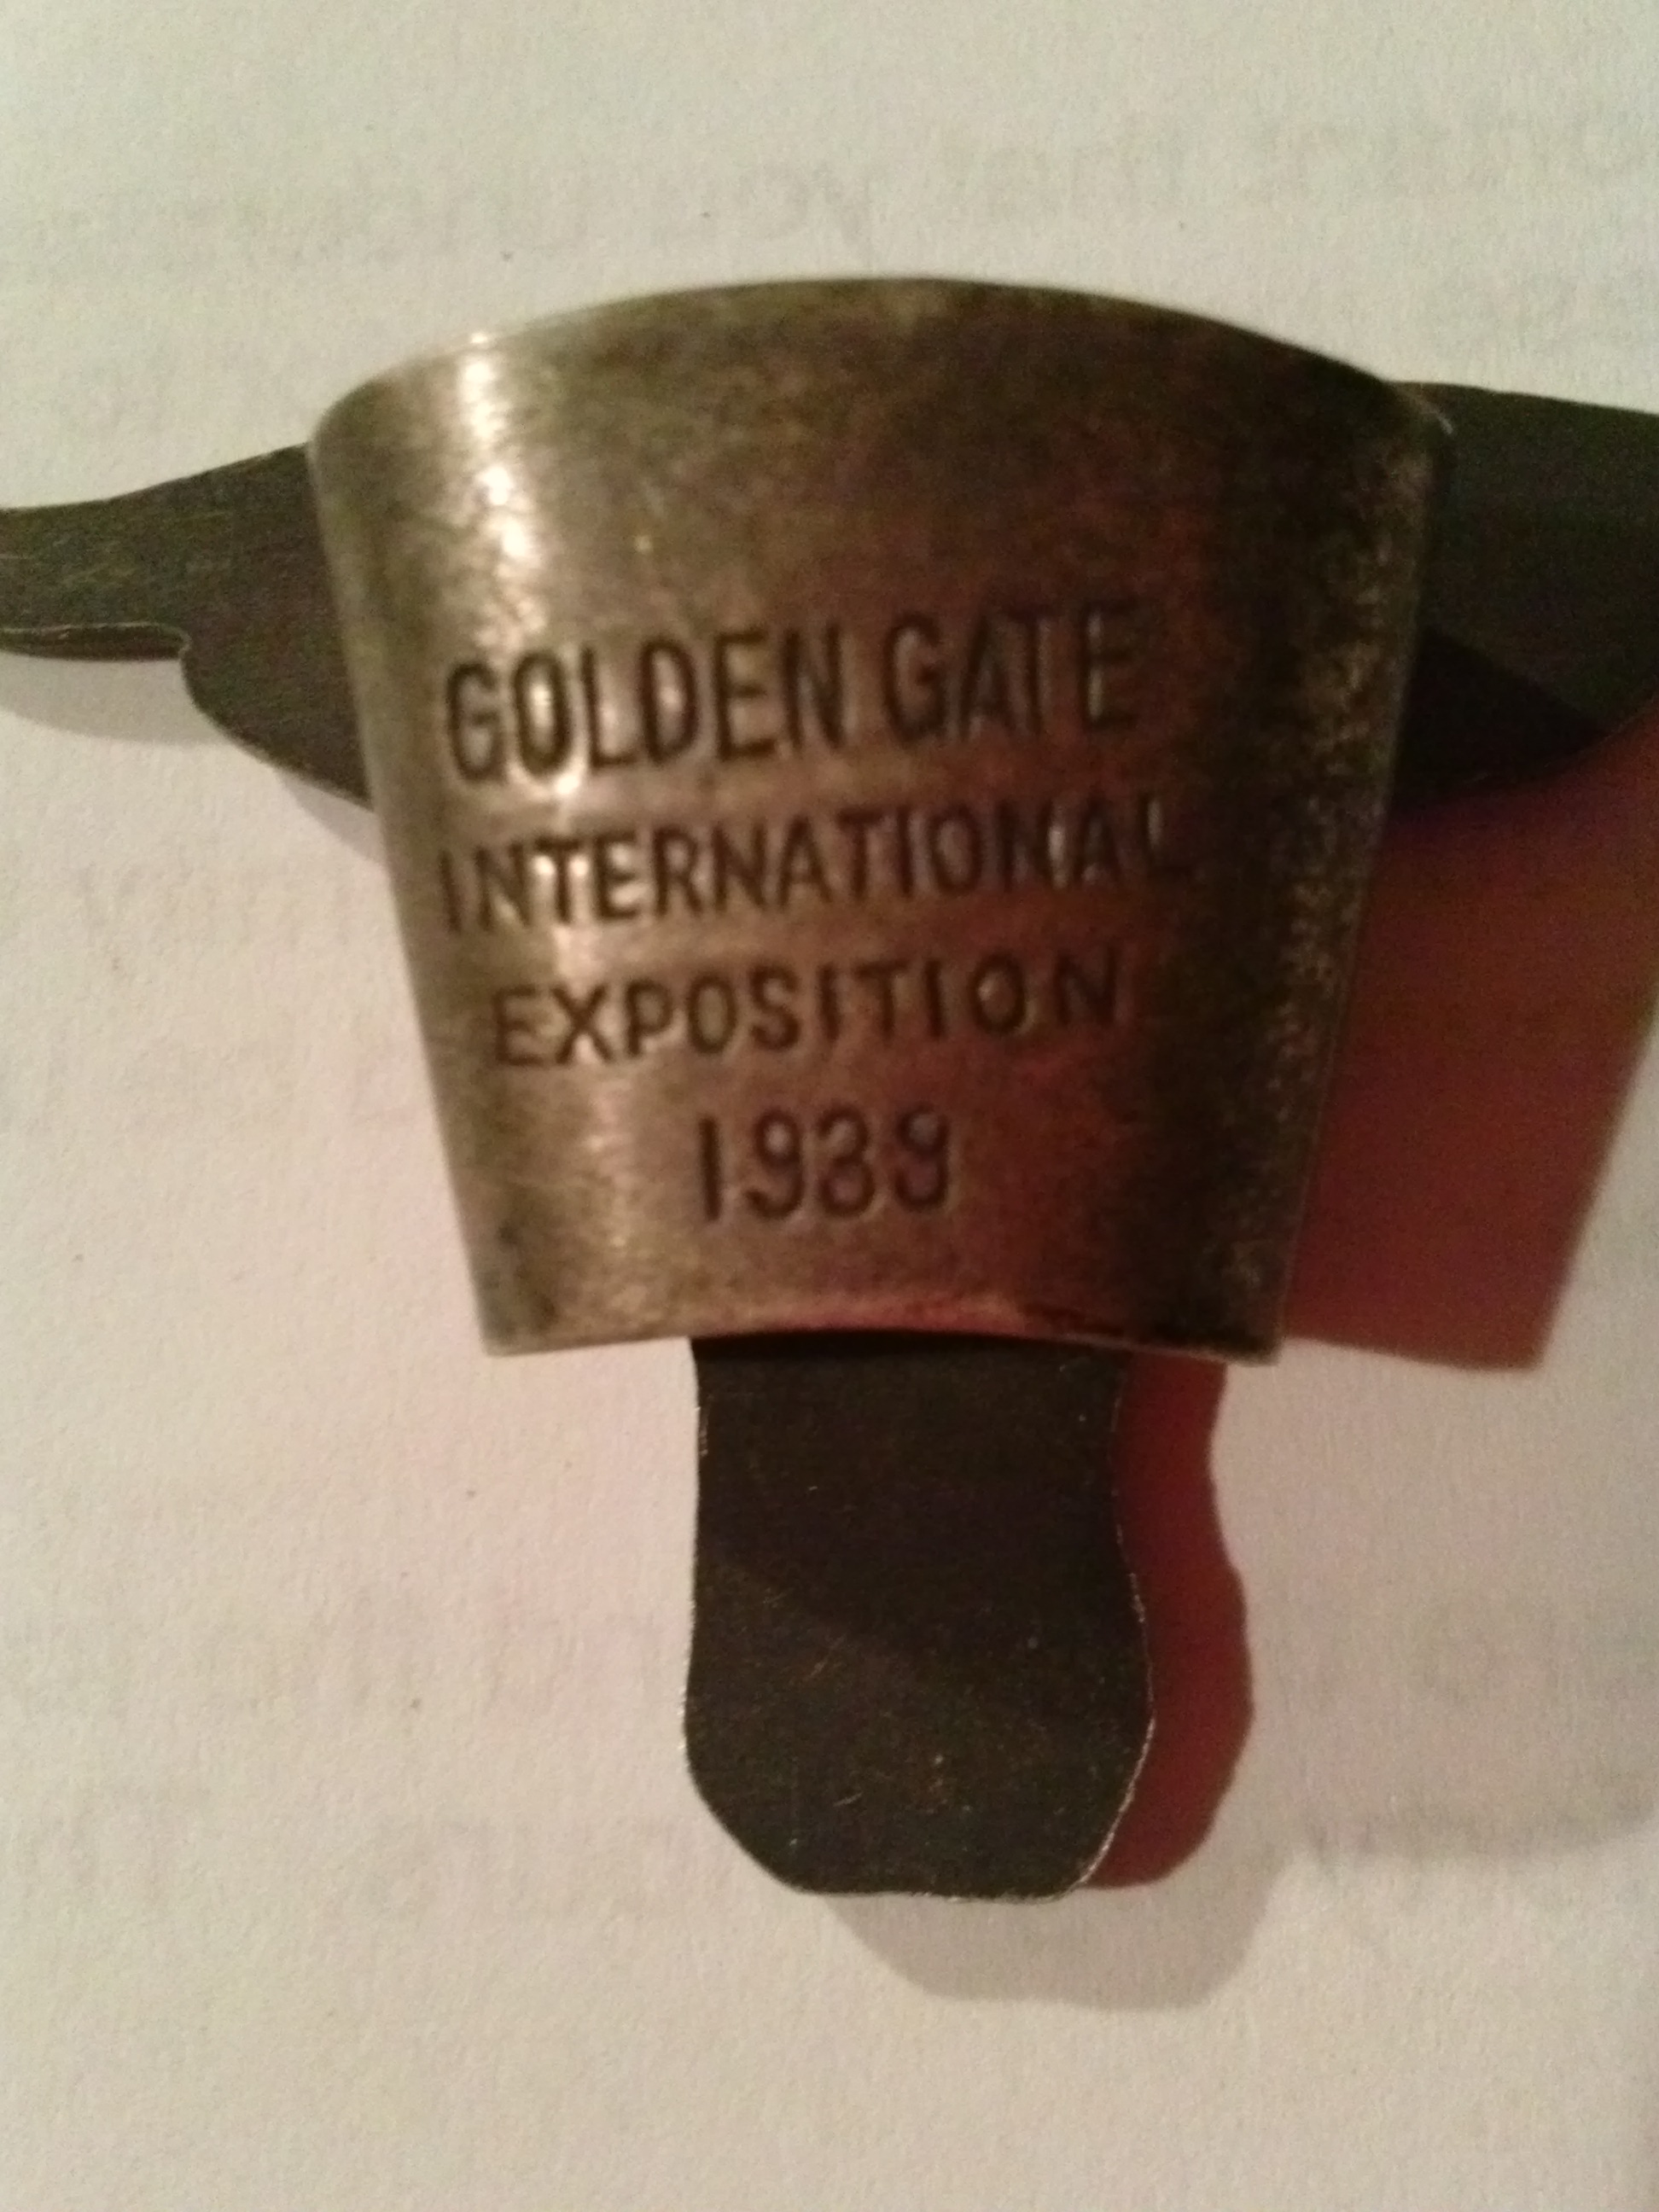 GOLDEN GATE
INTERNATIONAL
EXPOSITION
1939